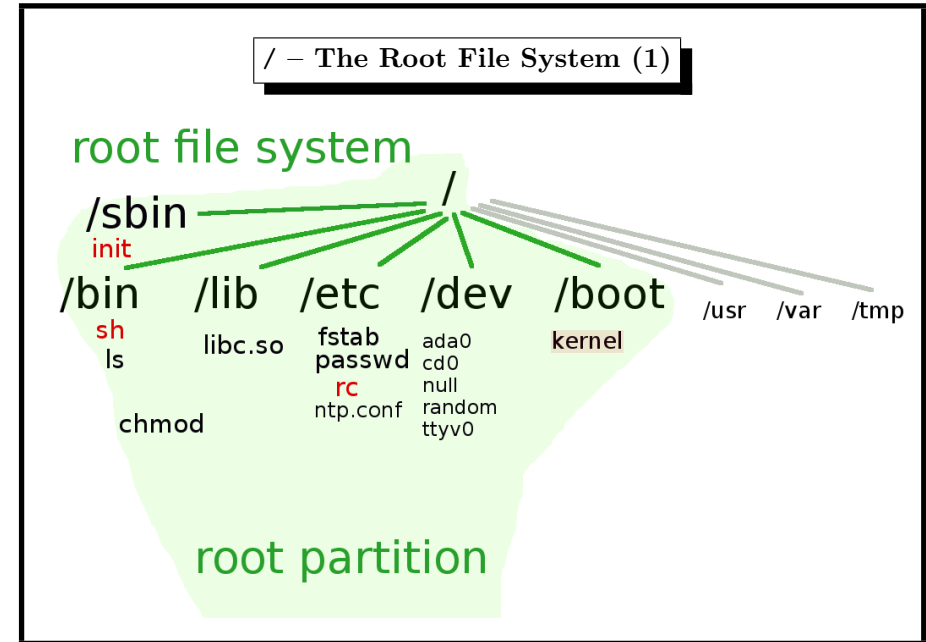 / – The Root File System (1)
root file system
/
/sbin
init
/bin
sh
ls
chmod
/lib
libc.so
/etc
fstab
passwd
rc
ntp.conf
/dev
ada0
cd0
null
random
ttyv0
/boot
kernel
/usr
/var
/tmp
root partition